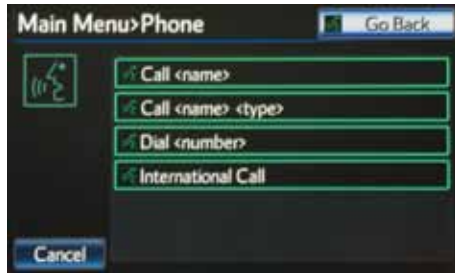 Main Menu>Phone
Go Back
Call <name>
Call <name> <type>
Dial <number>
International Call
Cancel